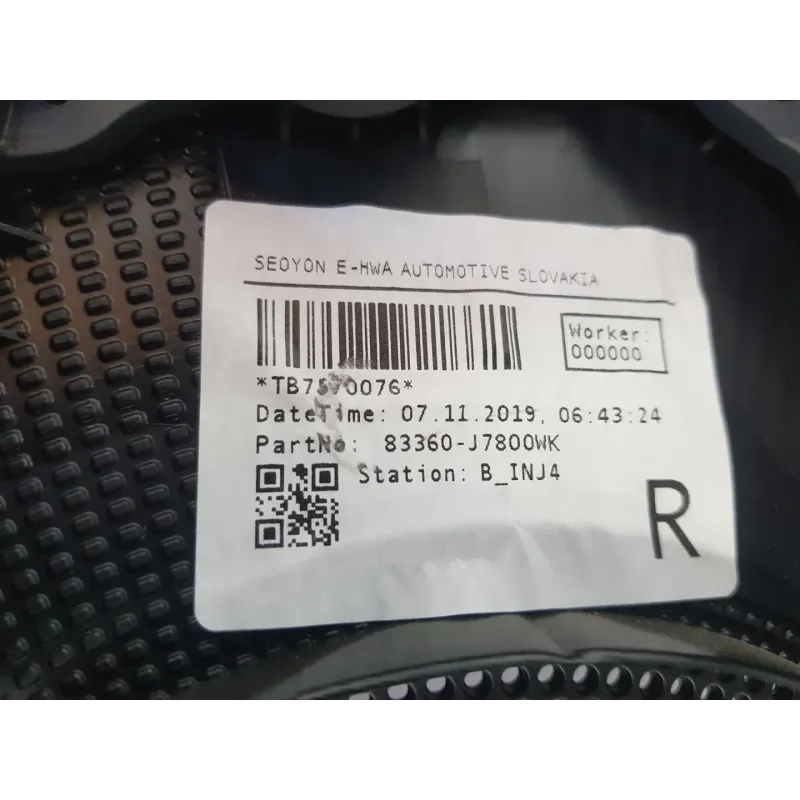 SEOYON E-HWA AUTOMOTIVE SLOVAKIA
Worker:
000000
DateTime: 07.11.2019, 06:43:24
PartNo: 83360-J7800WK
Station: B_INJ4
R